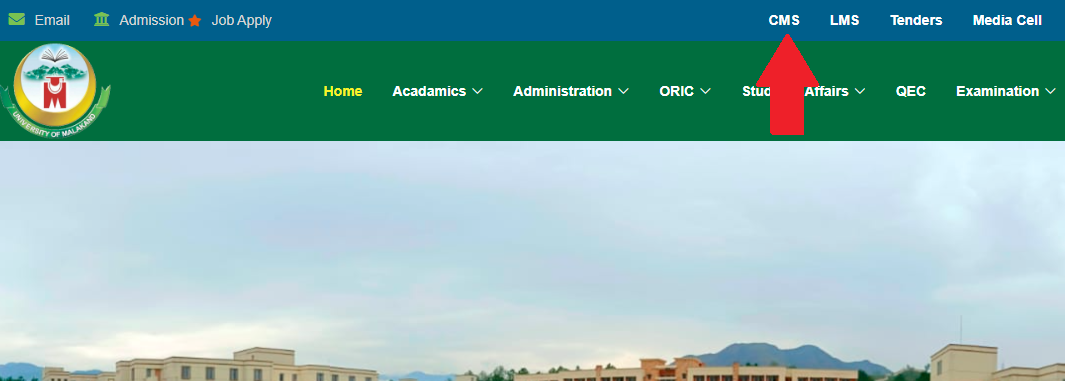 Email Admission Job Apply CMS LMS Tenders Media Cell
UNIVERSITY OF MALAKAND
Home Acadamics Administration ORIC Affairs QEC Examination